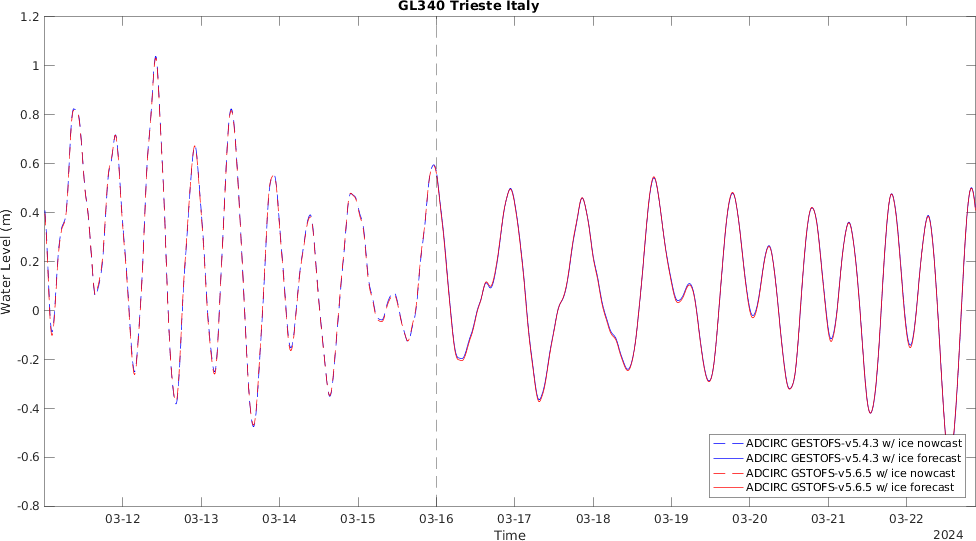 GL340 Trieste Italy
1.2
1
0.8
0.6
0.4
0.2
0
-0.2
-0.4
-0.6
-0.8
Water Level (m)
ADCIRC GESTOFS-v5.4.3 w/ ice nowcast
ADCIRC GESTOFS-v5.4.3 w/ ice forecast
ADCIRC GSTOFS-v5.6.5 w/ ice nowcast
ADCIRC GSTOFS-v5.6.5 w/ ice forecast
03-12 03-13 03-14 03-15 03-16 03-17 03-18 03-19 03-20 03-21 03-22
Time
2024